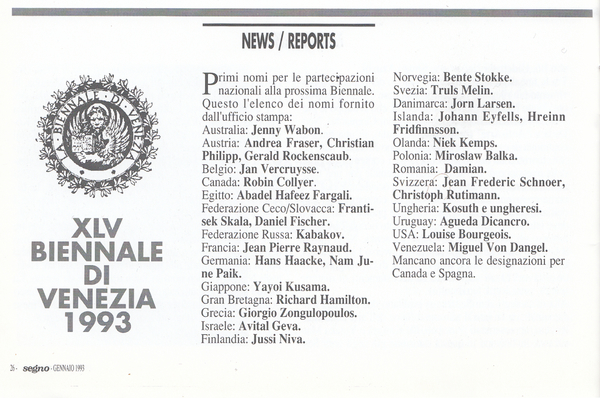 NEWS / REPORTS
LA BIENNALE DI VENEZIA
XLV
BIENNALE
DI
VENEZIA
1993
Primi nomi per le partecipazioni
nazionali alla prossima Biennale.
Questo l'elenco dei nomi fornito
dall'ufficio stampa:
Australia: Jenny Wabon.
Austria: Andrea Fraser, Christian
Philipp, Gerald Rockenscaub.
Belgio: Jan Vercruysse.
Canada: Robin Collyer.
Egitto: Abadel Hafeez Fargali.
Federazione Ceco/Slovacca: Franti-
sek Skala, Daniel Fischer.
Federazione Russa: Kabakov.
Francia: Jean Pierre Raynaud.
Germania: Hans Haacke, Nam Ju-
ne Paik.
Giappone: Yayoi Kusama.
Gran Bretagna: Richard Hamilton.
Grecia: Giorgio Zongulopoulos.
Israele: Avital Geva.
Finlandia: Jussi Niva.
Norvegia: Bente Stokke.
Svezia: Truls Melin.
Danimarca: Jorn Larsen.
Islanda: Johann Eyfells, Hreinn
Fridfinnsson.
Olanda: Niek Kemps.
Polonia: Miroslaw Balka.
Romania: Damian.
Svizzera: Jean Frederic Schnoer,
Christoph Rutimann.
Ungheria: Kosuth e ungheresi.
Uruguay: Agueda Dicancro.
USA: Louise Bourgeois.
Venezuela: Miguel Von Dangel.
Mancano ancora le designazioni per
Canada e Spagna.
26 - segno - GENNAIO 1993